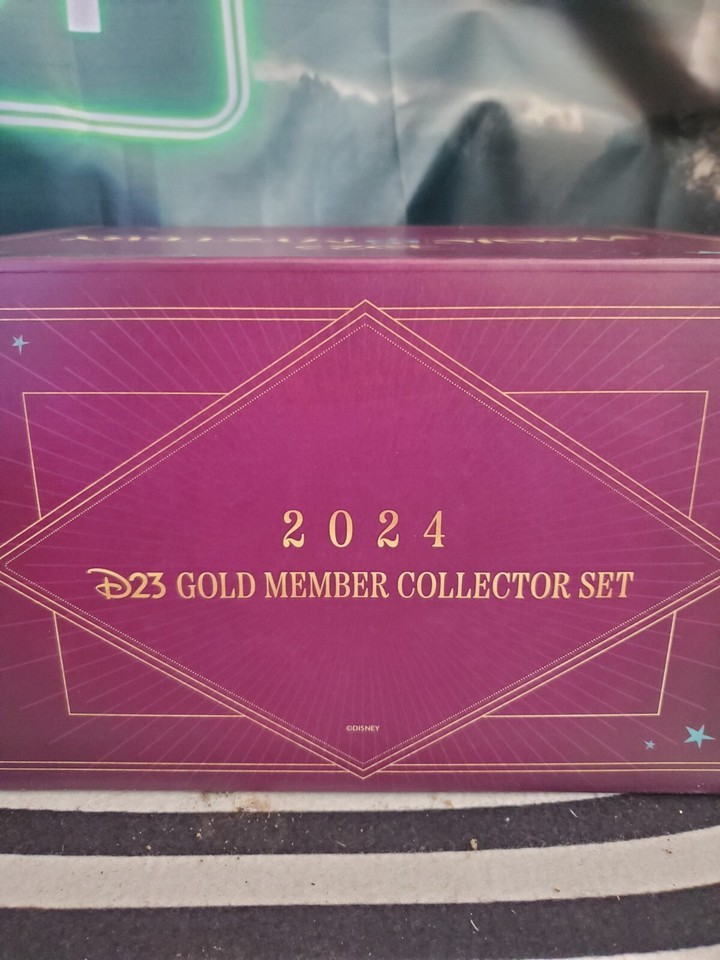 2024
D23 GOLD MEMBER COLLECTOR SET
©DISNEY